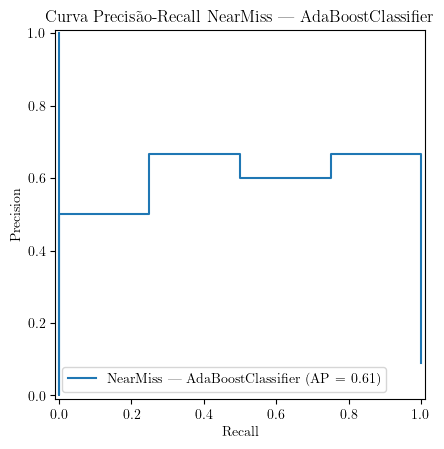 Curva Precisão-Recall NearMiss — AdaBoostClassifier
1.0
0.8
0.6
0.4
0.2
0.0
Precision
NearMiss — AdaBoostClassifier (AP = 0.61)
0.0 0.2 0.4 0.6 0.8 1.0
Recall